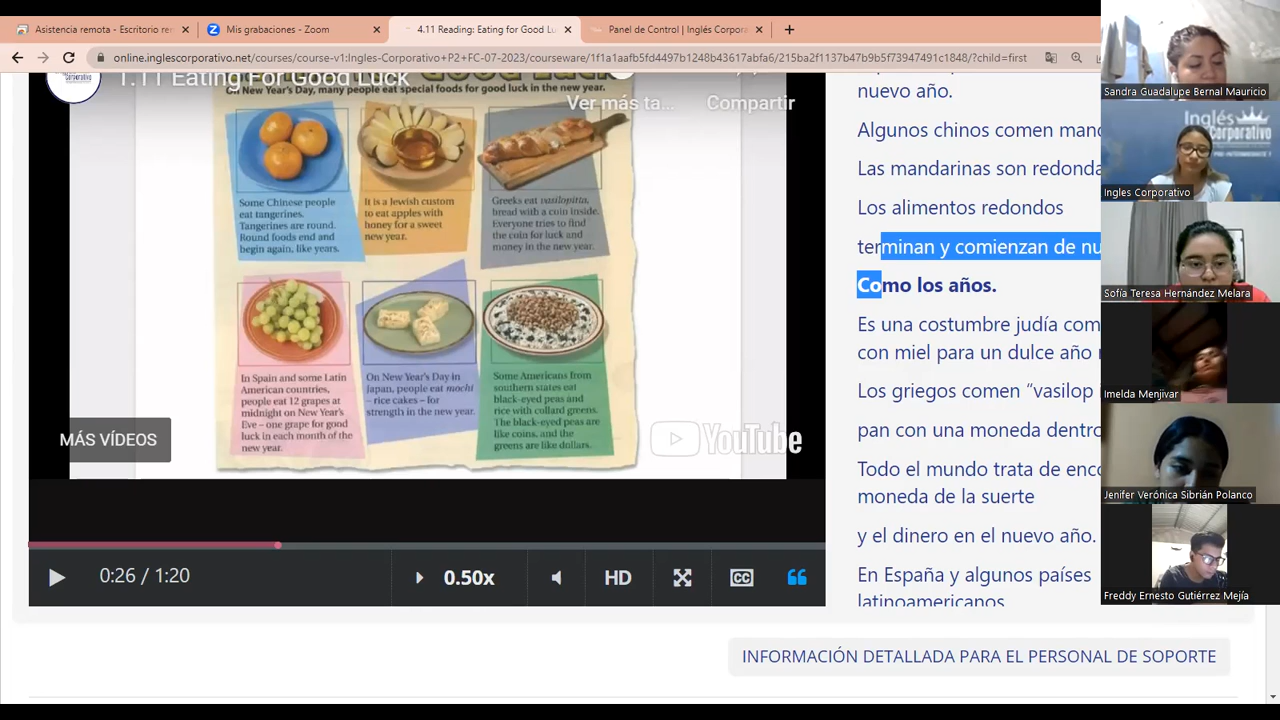 Asistencia remota - Escritorio re
Mis grabaciones - Zoom
4.11 Reading: Eating for Good Lu
Panel de Control | Inglés Corpora
online.inglescorporativo.net/courses/course-v1:Ingles-Corporativo+P2+FC-07-2023/courseware/1f1a1aafb5fd4497b1248b43617abfa6/215ba2f1137b47b9b5f73947491c1848/?child=first
1.11 Eating For Good Luck
On New Year's Day, many people eat special foods for good luck in the new year.
Ver más ta...
Compartir
Some Chinese people
eat tangerines.
Tangerines are round.
Round foods end and
begin again, like years.
It is a Jewish custom
to eat apples with
honey for a sweet
new year.
Greeks eat vasilopitta,
bread with a coin inside.
Everyone tries to find
the coin for luck and
money in the new year.
In Spain and some Latin
American countries,
people eat 12 grapes at
midnight on New Year's
Eve – one grape for good
luck in each month of the
new year.
On New Year's Day in
Japan, people eat mochi
– rice cakes – for
strength in the new year.
Some Americans from
southern states eat
black-eyed peas and
rice with collard greens.
The black-eyed peas are
like coins, and the
greens are like dollars.
MÁS VÍDEOS
YouTube
0:26 / 1:20
0.50x
HD
CC
nuevo año.
Algunos chinos comen mand
Las mandarinas son redonda
Los alimentos redondos
terminan y comienzan de nu
Como los años.
Es una costumbre judía com
con miel para un dulce año
Los griegos comen “vasilop
pan con una moneda dentro
Todo el mundo trata de enco
moneda de la suerte
y el dinero en el nuevo año.
En España y algunos países
latinoamericanos
INFORMACIÓN DETALLADA PARA EL PERSONAL DE SOPORTE
Sandra Guadalupe Bernal Mauricio
Inglés
Corporativo
PRE-INTERMEDIATE 1
Ingles Corporativo
Sofía Teresa Hernández Melara
Imelda Menjivar
Jenifer Verónica Sibrián Polanco
Freddy Ernesto Gutiérrez Mejía